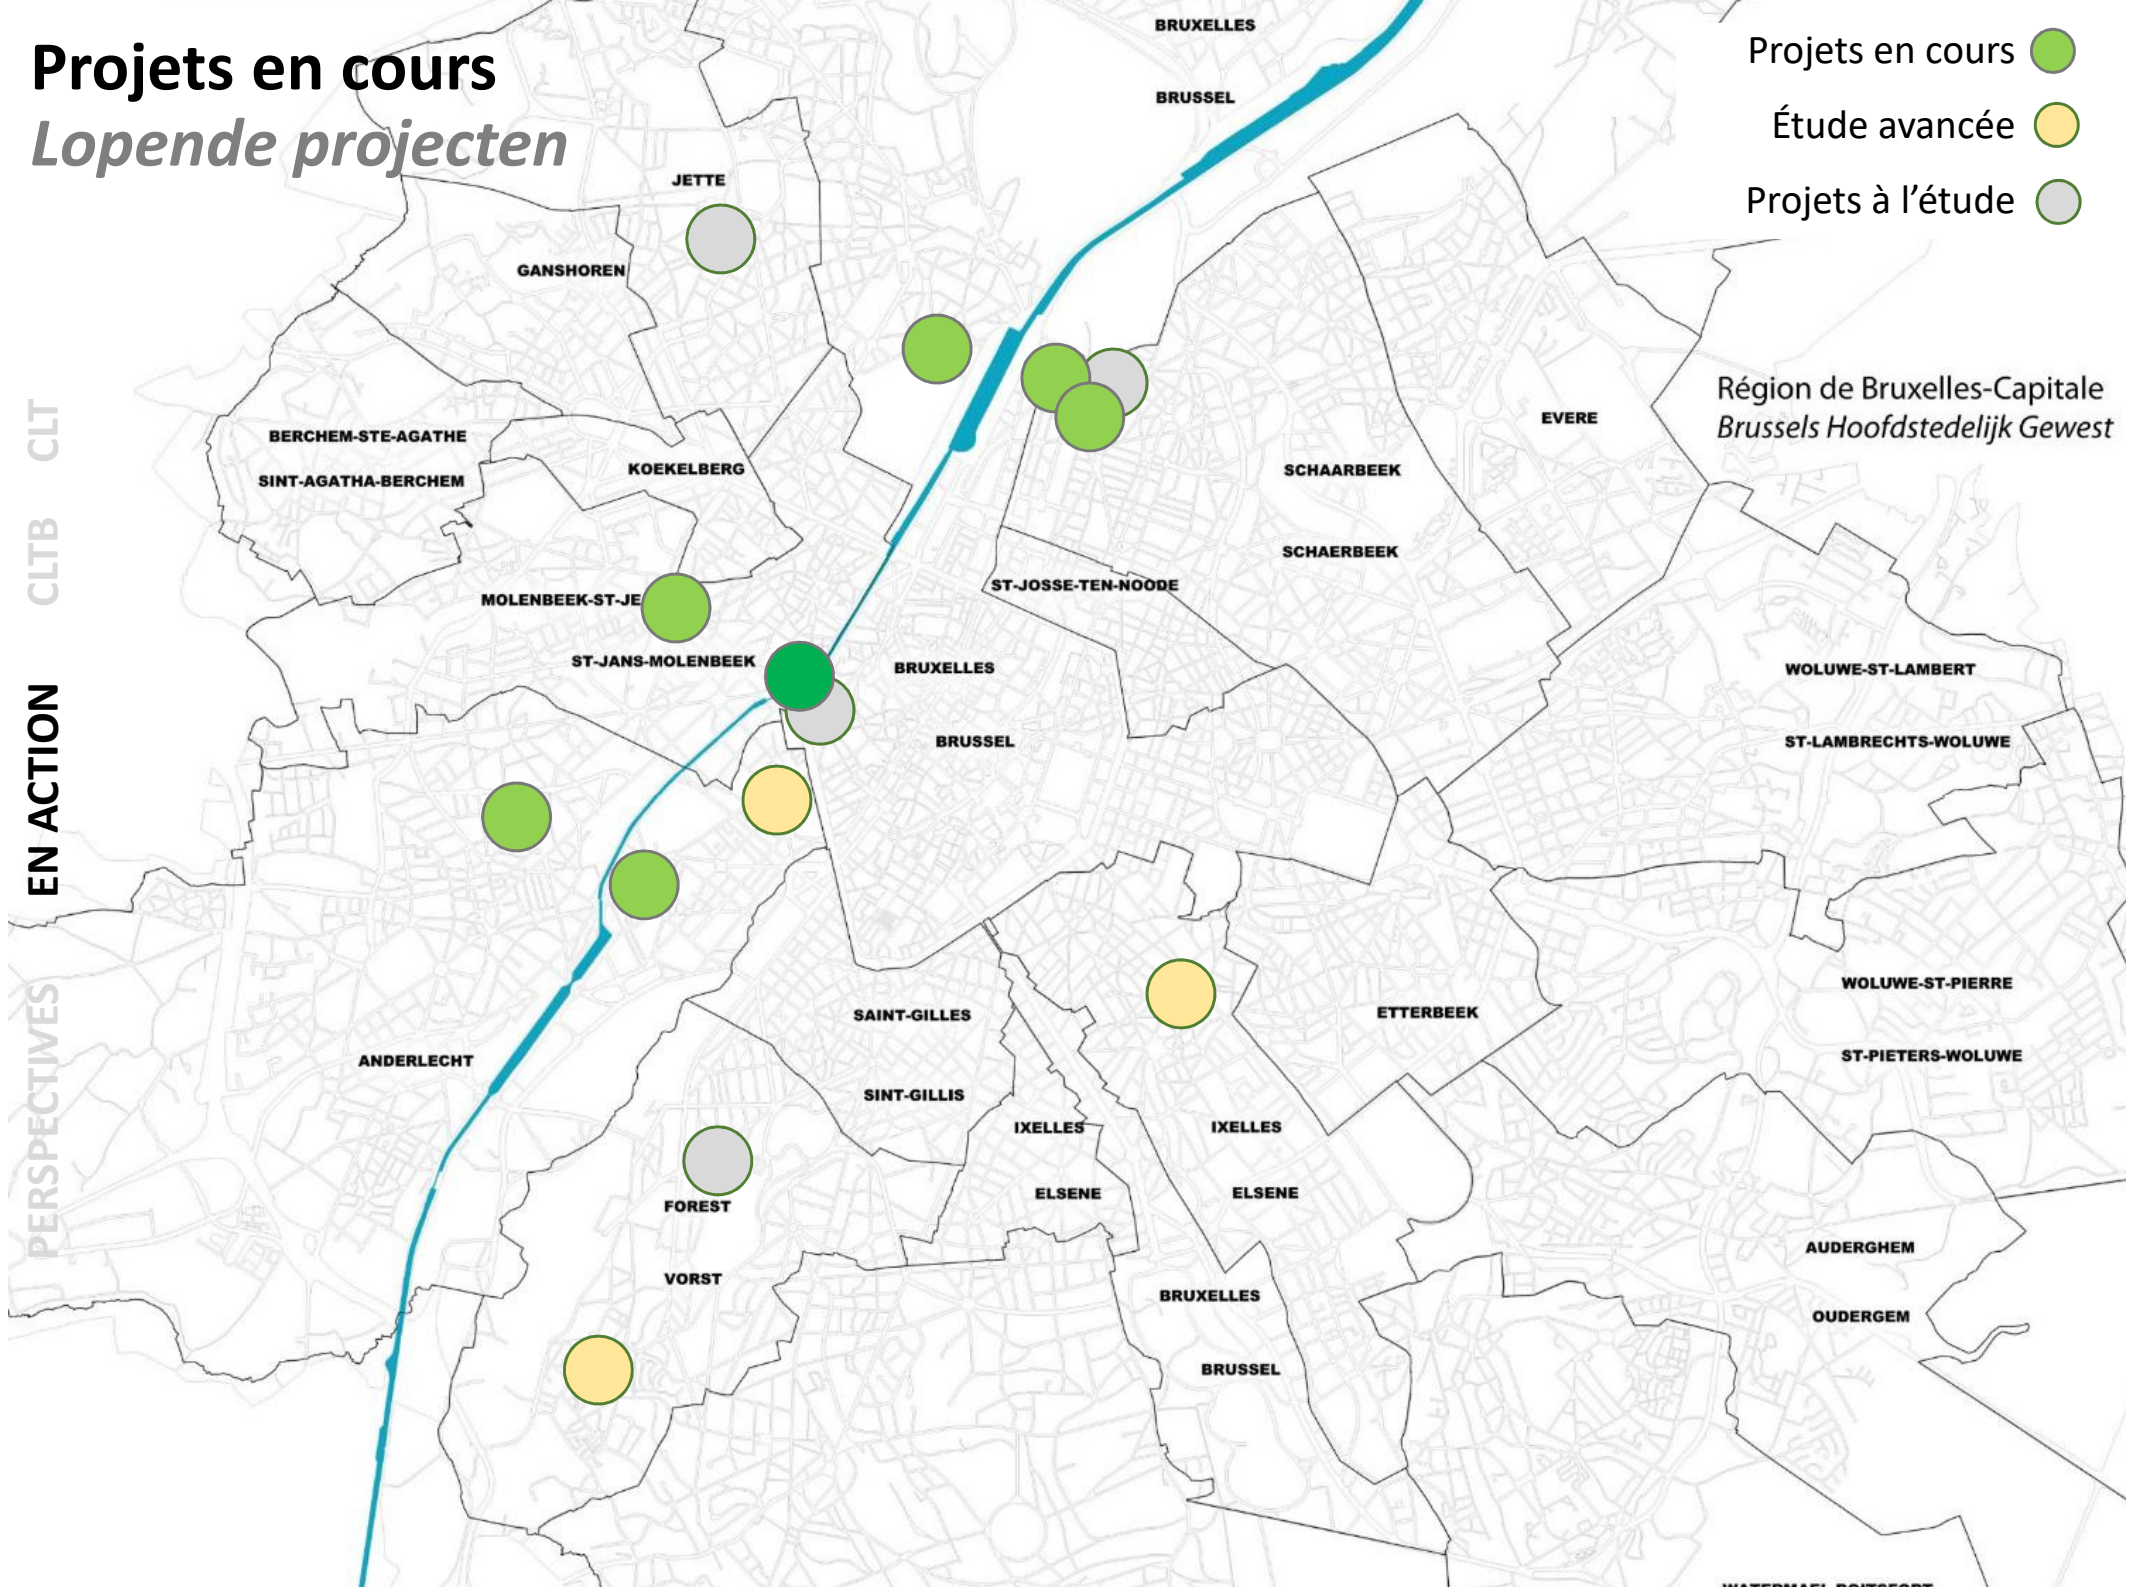 Projets en cours
Lopende projecten
Projets en cours
Étude avancée
Projets à l'étude
Région de Bruxelles-Capitale
Brussels Hoofdstedelijk Gewest
CLT
CLTB
EN ACTION
PERSPECTIVES
BRUXELLES
BRUSSEL
JETTE
GANSHOREN
BERCHEM-STE-AGATHE
SINT-AGATHA-BERCHEM
KOEKELBERG
EVERE
SCHAARBEEK
SCHAERBEEK
ST-JOSSE-TEN-NOODE
MOLENBEEK-ST-JE
ST-JANS-MOLENBEEK
BRUXELLES
BRUSSEL
WOLUWE-ST-LAMBERT
ST-LAMBRECHTS-WOLUWE
WOLUWE-ST-PIERRE
ST-PIETERS-WOLUWE
ETTERBEEK
SAINT-GILLES
SINT-GILLIS
ANDERLECHT
IXELLES
ELSENE
IXELLES
ELSENE
FOREST
VORST
BRUXELLES
BRUSSEL
AUDERGHEM
OUDERGEM